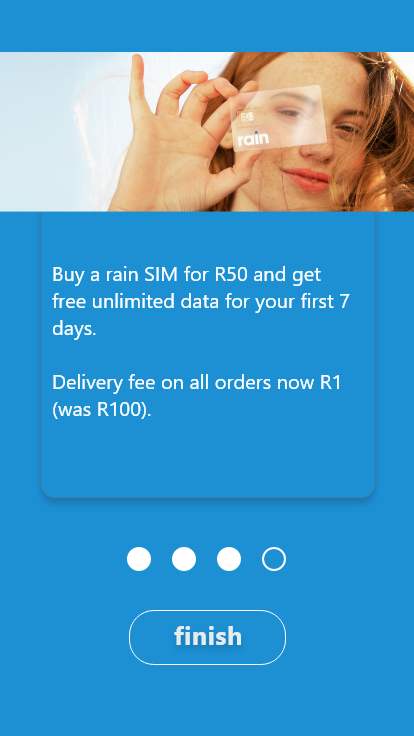 rain
Buy a rain SIM for R50 and get
free unlimited data for your first 7
days.
Delivery fee on all orders now R1
(was R100).
finish